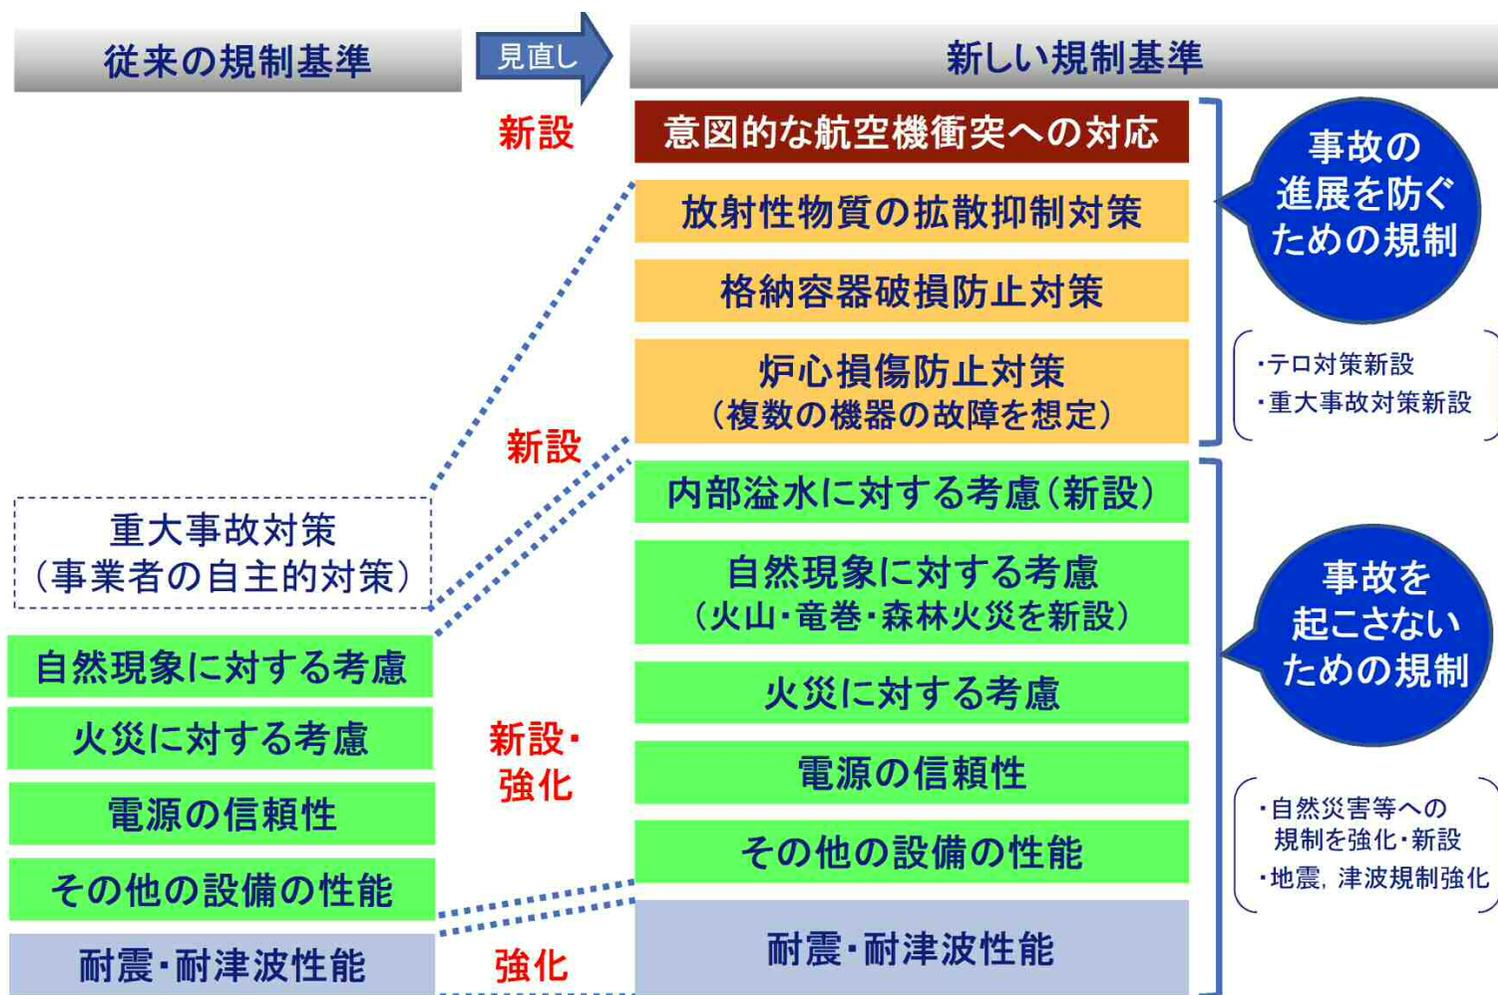 従来の規制基準
見直し
新しい規制基準
新設
意図的な航空機衝突への対応
放射性物質の拡散抑制対策
格納容器破損防止対策
炉心損傷防止対策
（複数の機器の故障を想定）
事故の
進展を防ぐ
ための規制
・テロ対策新設
・重大事故対策新設
新設
重大事故対策
（事業者の自主的対策）
内部溢水に対する考慮（新設）
自然現象に対する考慮
（火山・竜巻・森林火災を新設）
火災に対する考慮
電源の信頼性
その他の設備の性能
耐震・耐津波性能
自然現象に対する考慮
火災に対する考慮
電源の信頼性
その他の設備の性能
耐震・耐津波性能
新設・
強化
強化
事故を
起こさない
ための規制
・自然災害等への
規制を強化・新設
・地震，津波規制強化